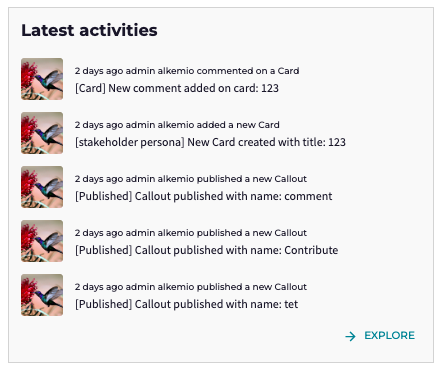 Latest activities
2 days ago admin alkemio commented on a Card
[Card] New comment added on card: 123
2 days ago admin alkemio added a new Card
[stakeholder persona] New Card created with title: 123
2 days ago admin alkemio published a new Callout
[Published] Callout published with name: comment
2 days ago admin alkemio published a new Callout
[Published] Callout published with name: Contribute
2 days ago admin alkemio published a new Callout
[Published] Callout published with name: tet
→ EXPLORE